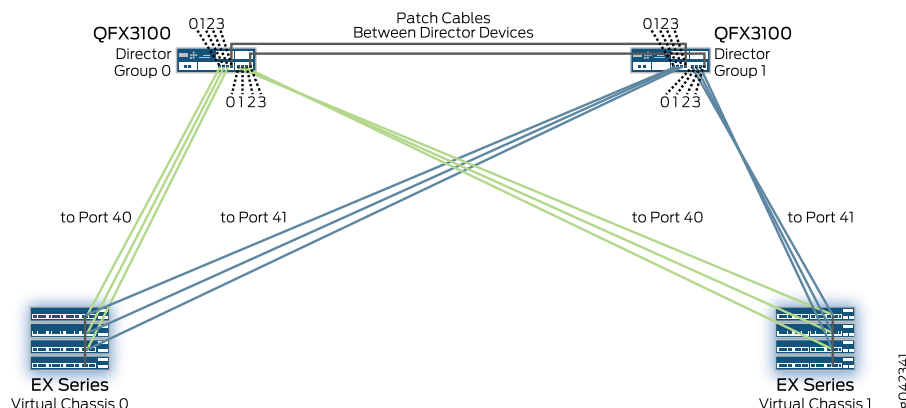 Patch Cables
Between Director Devices
QFX3100
Director
Group 0
0123
0123
0123
QFX3100
Director
Group 1
0123
to Port 40
to Port 41
to Port 40
to Port 41
EX Series
Virtual Chassis 0
EX Series
Virtual Chassis 1
g042341